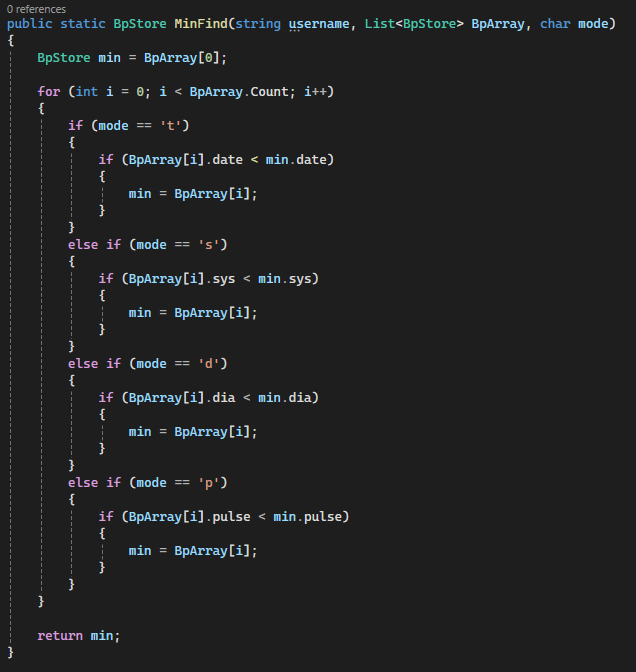 0 references
public static BpStore MinFind(string username, List<BpStore> BpArray, char mode)
{
    BpStore min = BpArray[0];

    for (int i = 0; i < BpArray.Count; i++)
    {
        if (mode == 't')
        {
            if (BpArray[i].date < min.date)
            {
                min = BpArray[i];
            }
        }
        else if (mode == 's')
        {
            if (BpArray[i].sys < min.sys)
            {
                min = BpArray[i];
            }
        }
        else if (mode == 'd')
        {
            if (BpArray[i].dia < min.dia)
            {
                min = BpArray[i];
            }
        }
        else if (mode == 'p')
        {
            if (BpArray[i].pulse < min.pulse)
            {
                min = BpArray[i];
            }
        }
    }

    return min;
}